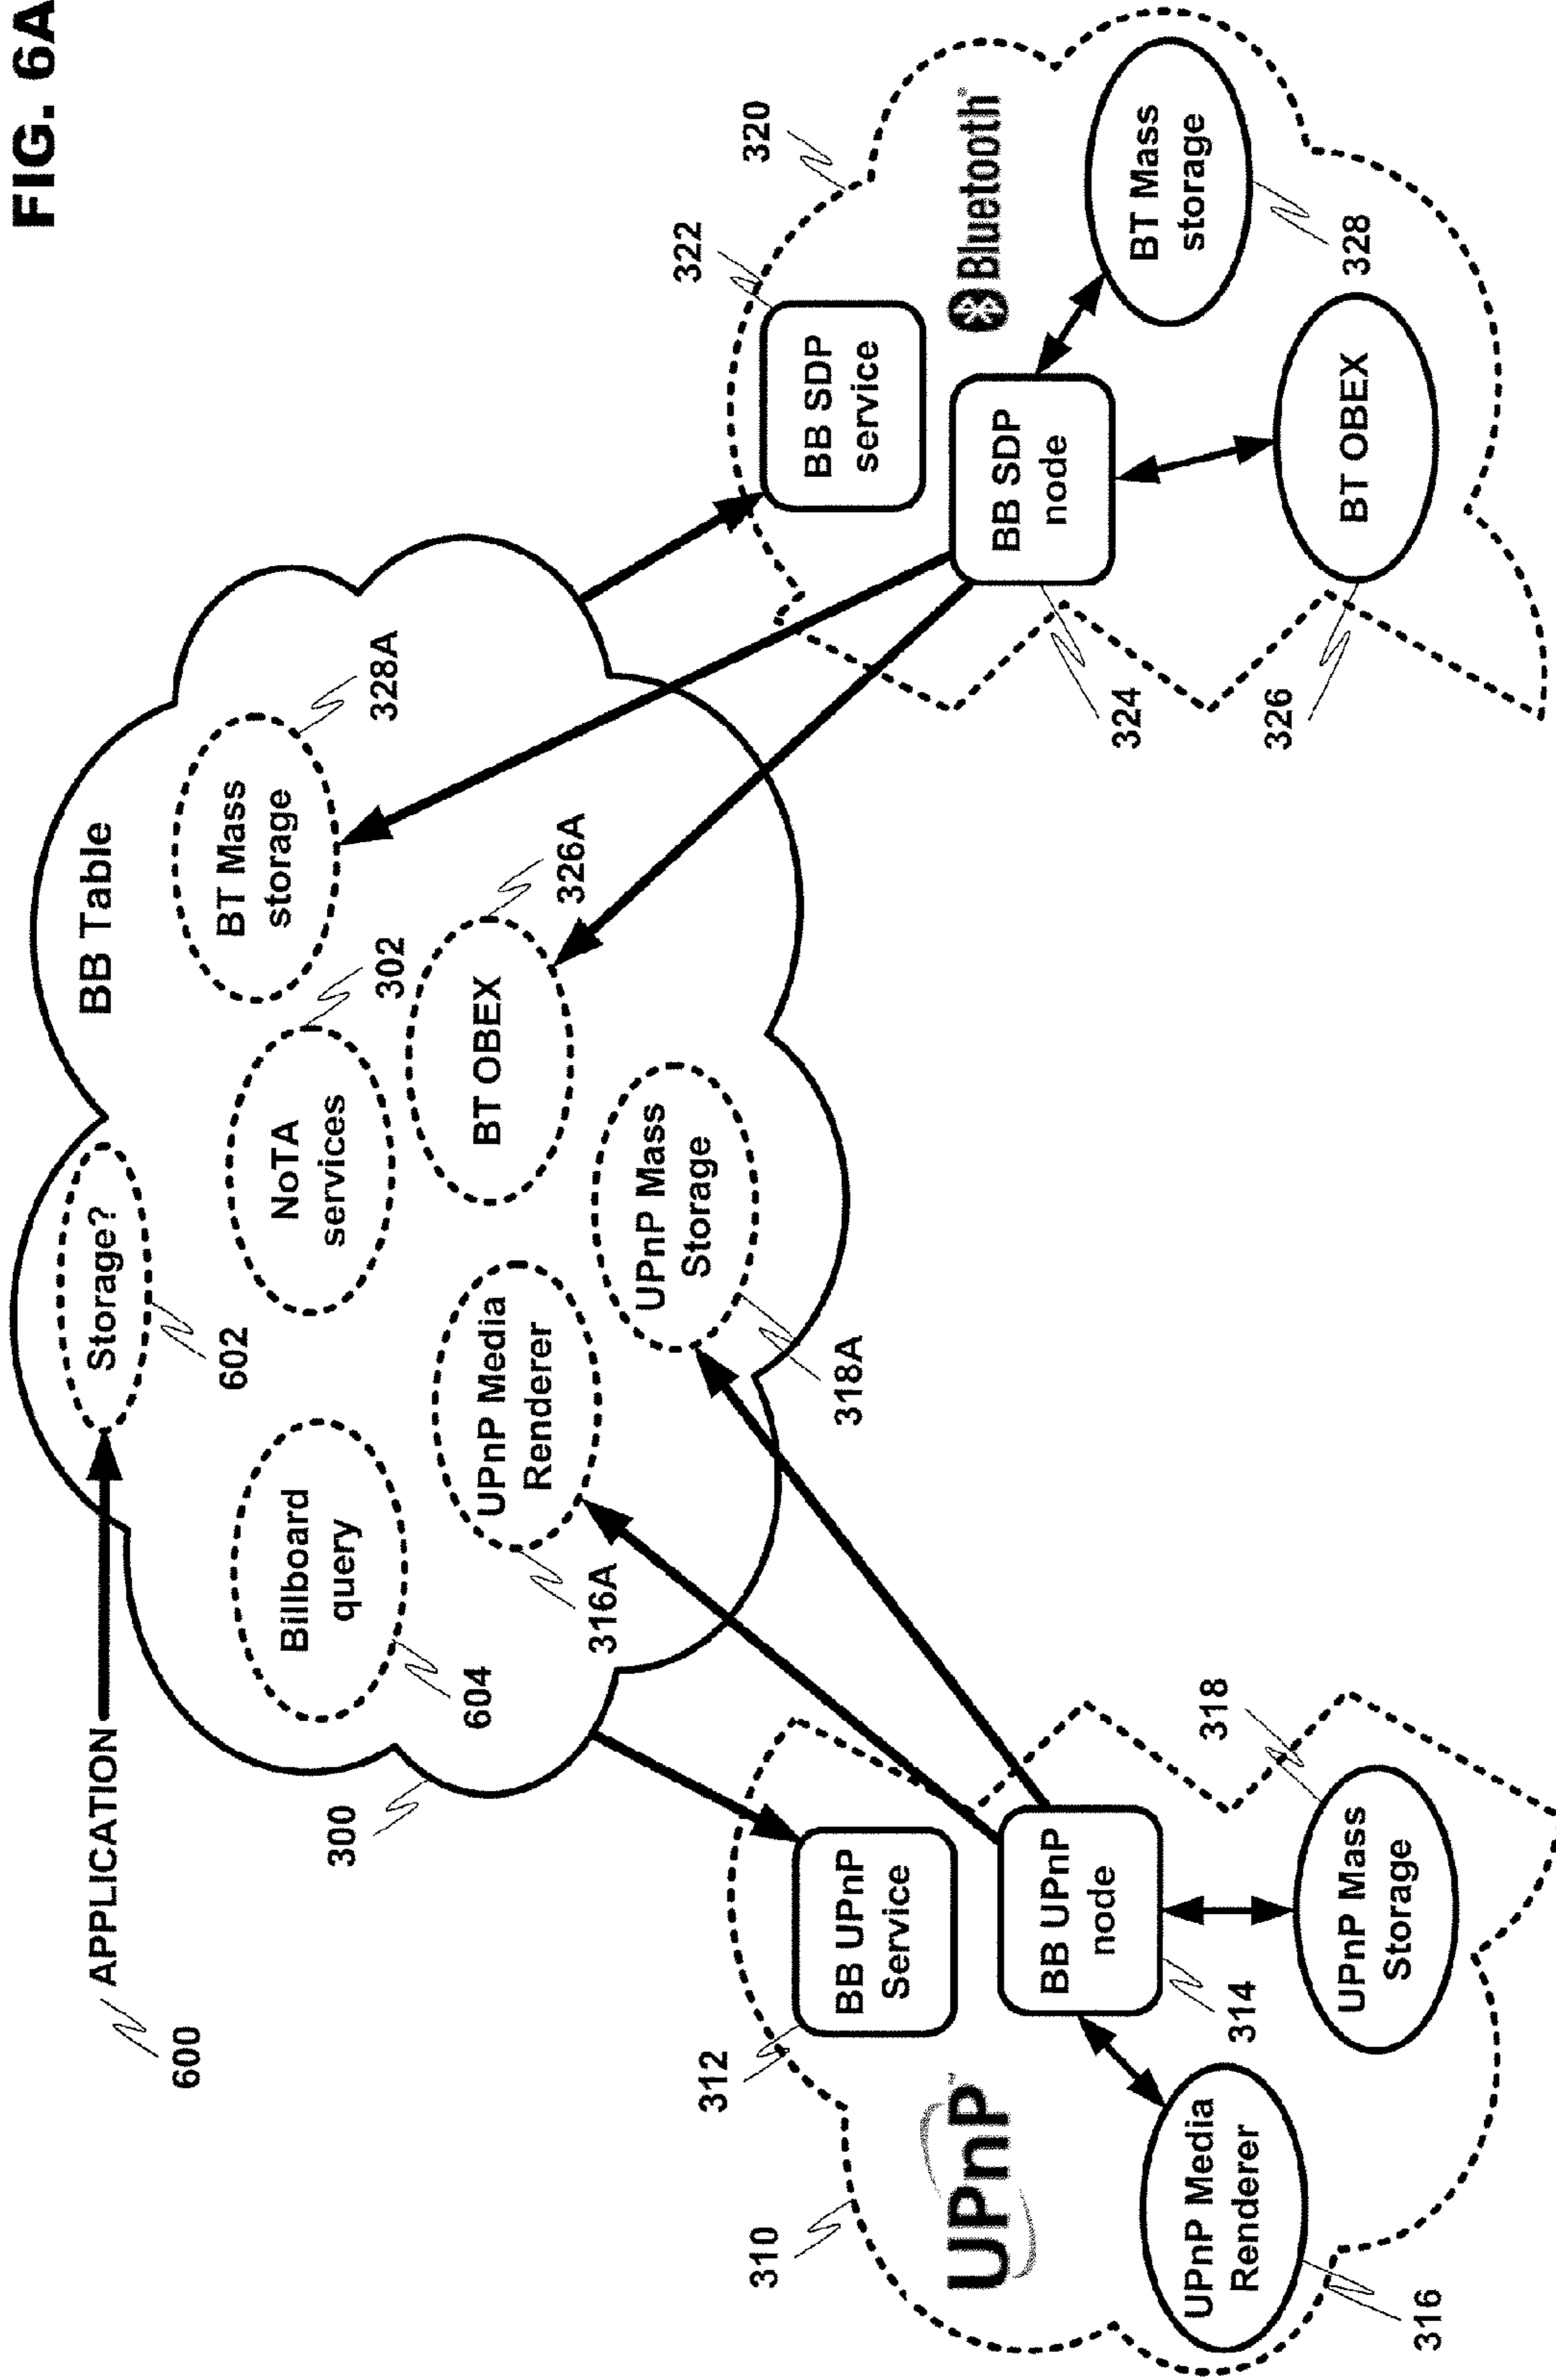 FIG. 6A
600
APPLICATION
Storage?
602
BB Table
Billboard
query
604
NoTA
services
302
BT Mass
storage
328A
300
UPnP Media
Renderer
316A
BT OBEX
326A
UPnP Mass
Storage
318A
310
312
BB UPnP
Service
UPnP™
BB UPnP
node
314
318
UPnP Media
Renderer
316
UPnP Mass
Storage
322
320
BB SDP
service
Bluetooth®
BB SDP
node
324
BT Mass
storage
328
326
BT OBEX